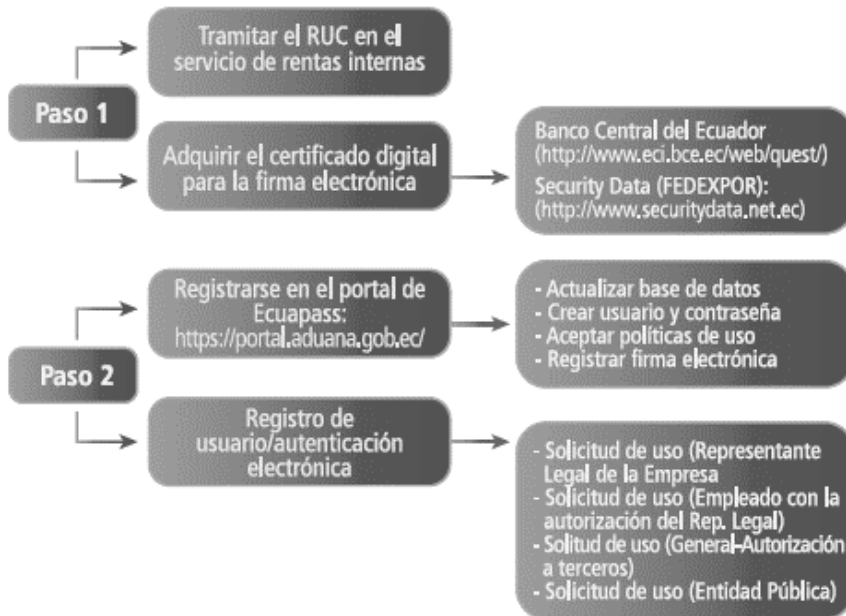 Paso 1
Tramitar el RUC en el
servicio de rentas internas
Adquirir el certificado digital
para la firma electrónica
Banco Central del Ecuador
(http://www.eci.bce.ec/web/quest/)
Security Data (FEDEXPOR):
(http://www.securitydata.net.ec)
Paso 2
Registrarse en el portal de
Ecuapass:
https://portal.aduana.gob.ec/
- Actualizar base de datos
- Crear usuario y contraseña
- Aceptar políticas de uso
- Registrar firma electrónica
Registro de
usuario/autenticación
electrónica
- Solicitud de uso (Representante
Legal de la Empresa
- Solicitud de uso (Empleado con la
autorización del Rep. Legal)
- Solitud de uso (General-Autorización
a terceros)
- Solicitud de uso (Entidad Pública)